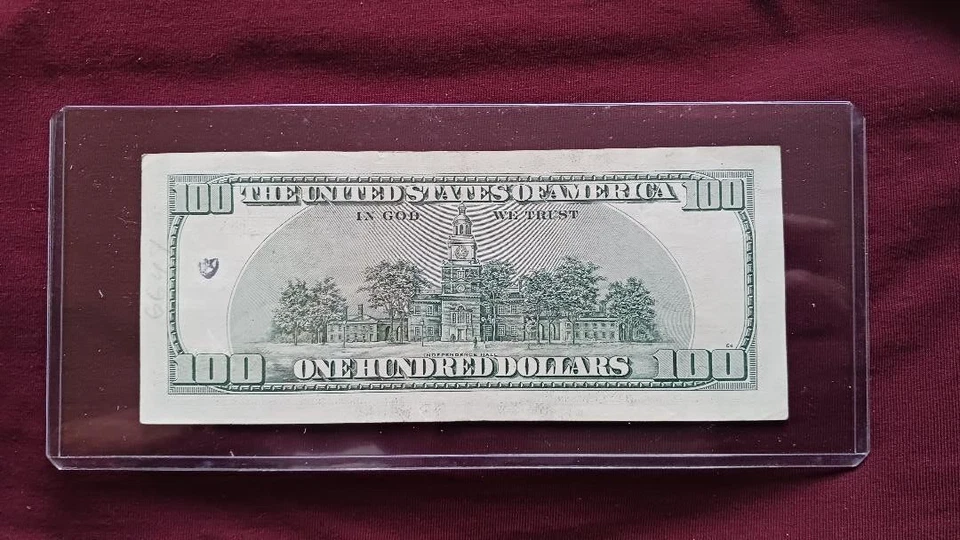 100 THE UNITED STATES OF AMERICA 100
IN GOD WE TRUST
INDEPENDENCE HALL
100 ONE HUNDRED DOLLARS 100